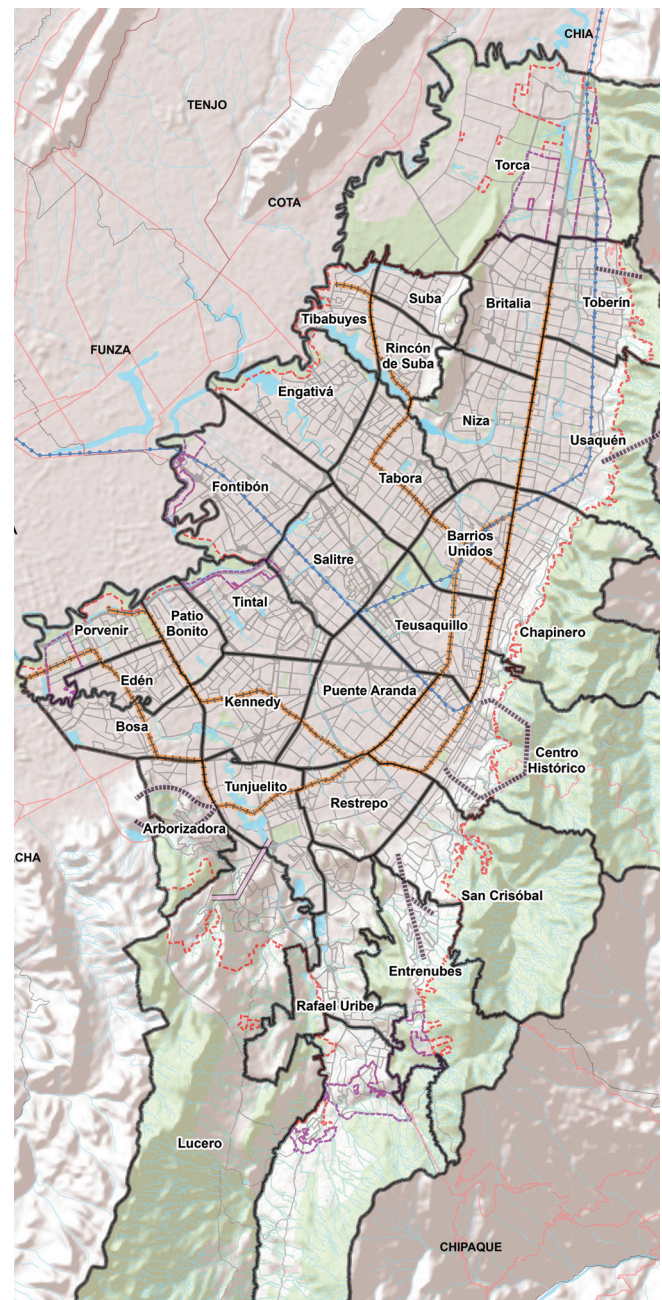 CHIA
TENJO
Torca
COTA
Suba
Britalia
Toberín
Tibabuyes
FUNZA
Rincón
de Suba
Engativá
Niza
Usaquén
Tabora
Fontibón
Barrios
Unidos
Salitre
Tintal
Patio
Bonito
Porvenir
Teusaquillo
Chapinero
Edén
Puente Aranda
Kennedy
Bosa
Centro
Histórico
Tunjuelito
Restrepo
Arborizadora
ACHA
San Crisóbal
Entrenubes
Rafael Uribe
Lucero
CHIPAQUE